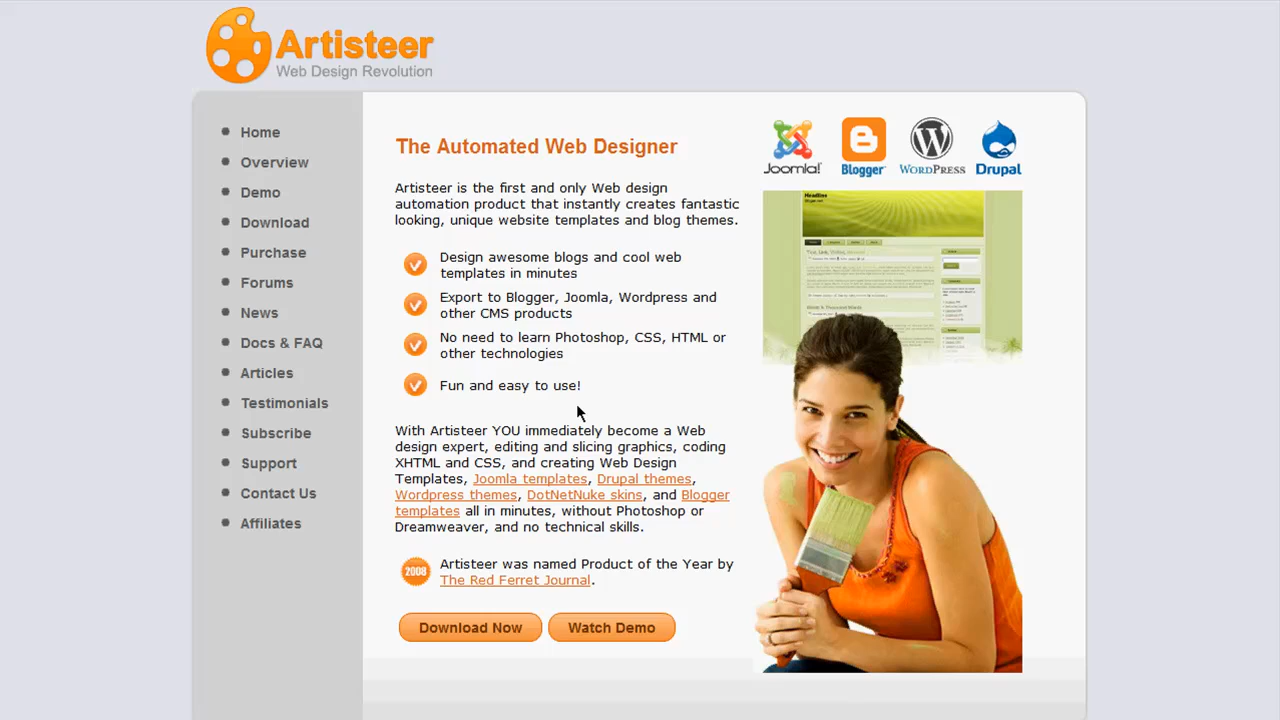 Artisteer
Web Design Revolution
Home
Overview
Demo
Download
Purchase
Forums
News
Docs & FAQ
Articles
Testimonials
Subscribe
Support
Contact Us
Affiliates
The Automated Web Designer
Artisteer is the first and only Web design
automation product that instantly creates fantastic
looking, unique website templates and blog themes.
Design awesome blogs and cool web
templates in minutes
Export to Blogger, Joomla, Wordpress and
other CMS products
No need to learn Photoshop, CSS, HTML or
other technologies
Fun and easy to use!
With Artisteer YOU immediately become a Web
design expert, editing and slicing graphics, coding
XHTML and CSS, and creating Web Design
Templates, Joomla templates, Drupal themes,
Wordpress themes, DotNetNuke skins, and Blogger
templates all in minutes, without Photoshop or
Dreamweaver, and no technical skills.
2008
Artisteer was named Product of the Year by
The Red Ferret Journal.
Download Now
Watch Demo
Joomla!
Blogger
WORDPRESS
Drupal
Headline